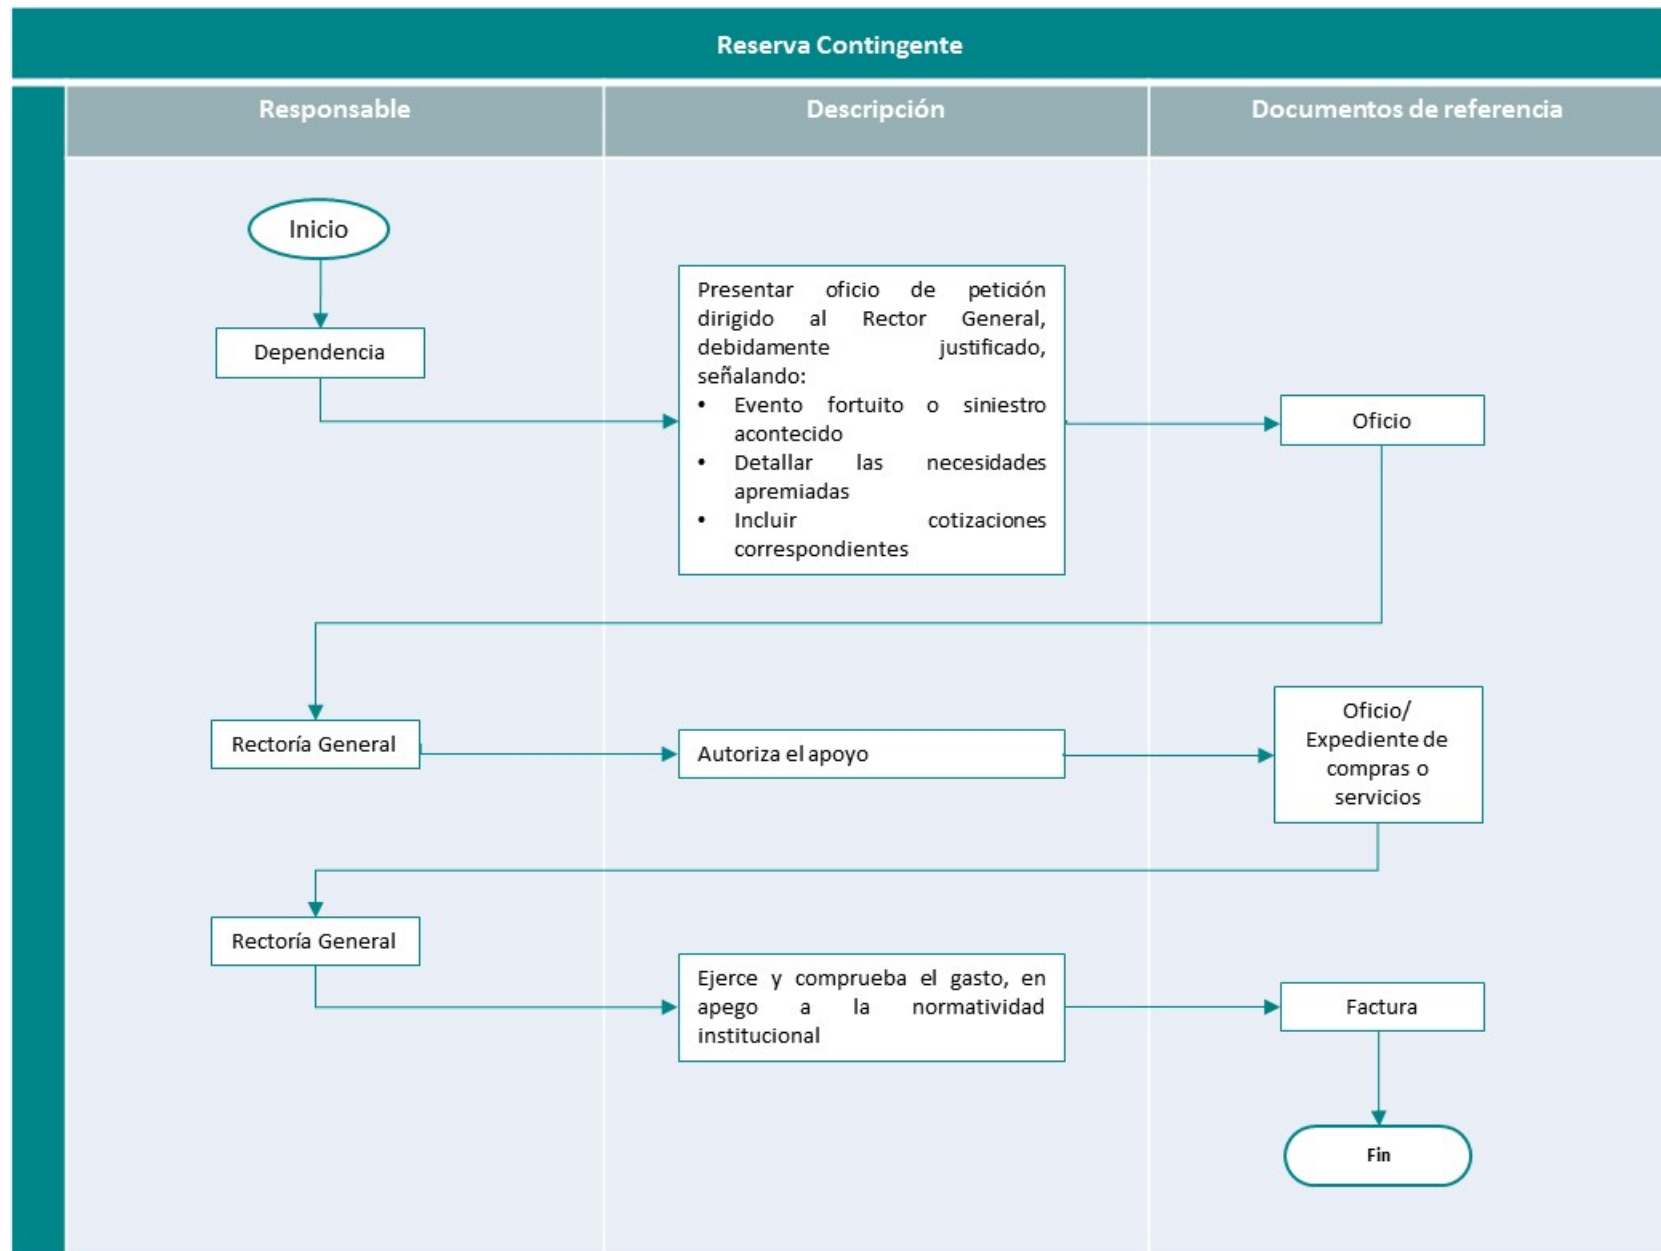 Reserva Contingente
Responsable
Descripción
Documentos de referencia
Inicio
Dependencia
Presentar oficio de petición
dirigido al Rector General,
debidamente justificado,
señalando:
• Evento fortuito o siniestro
acontecido
• Detallar las necesidades
apremiadas
• Incluir cotizaciones
correspondientes
Oficio
Rectoría General
Autoriza el apoyo
Oficio/
Expediente de
compras o
servicios
Rectoría General
Ejerce y comprueba el gasto, en
apego a la normatividad
institucional
Factura
Fin